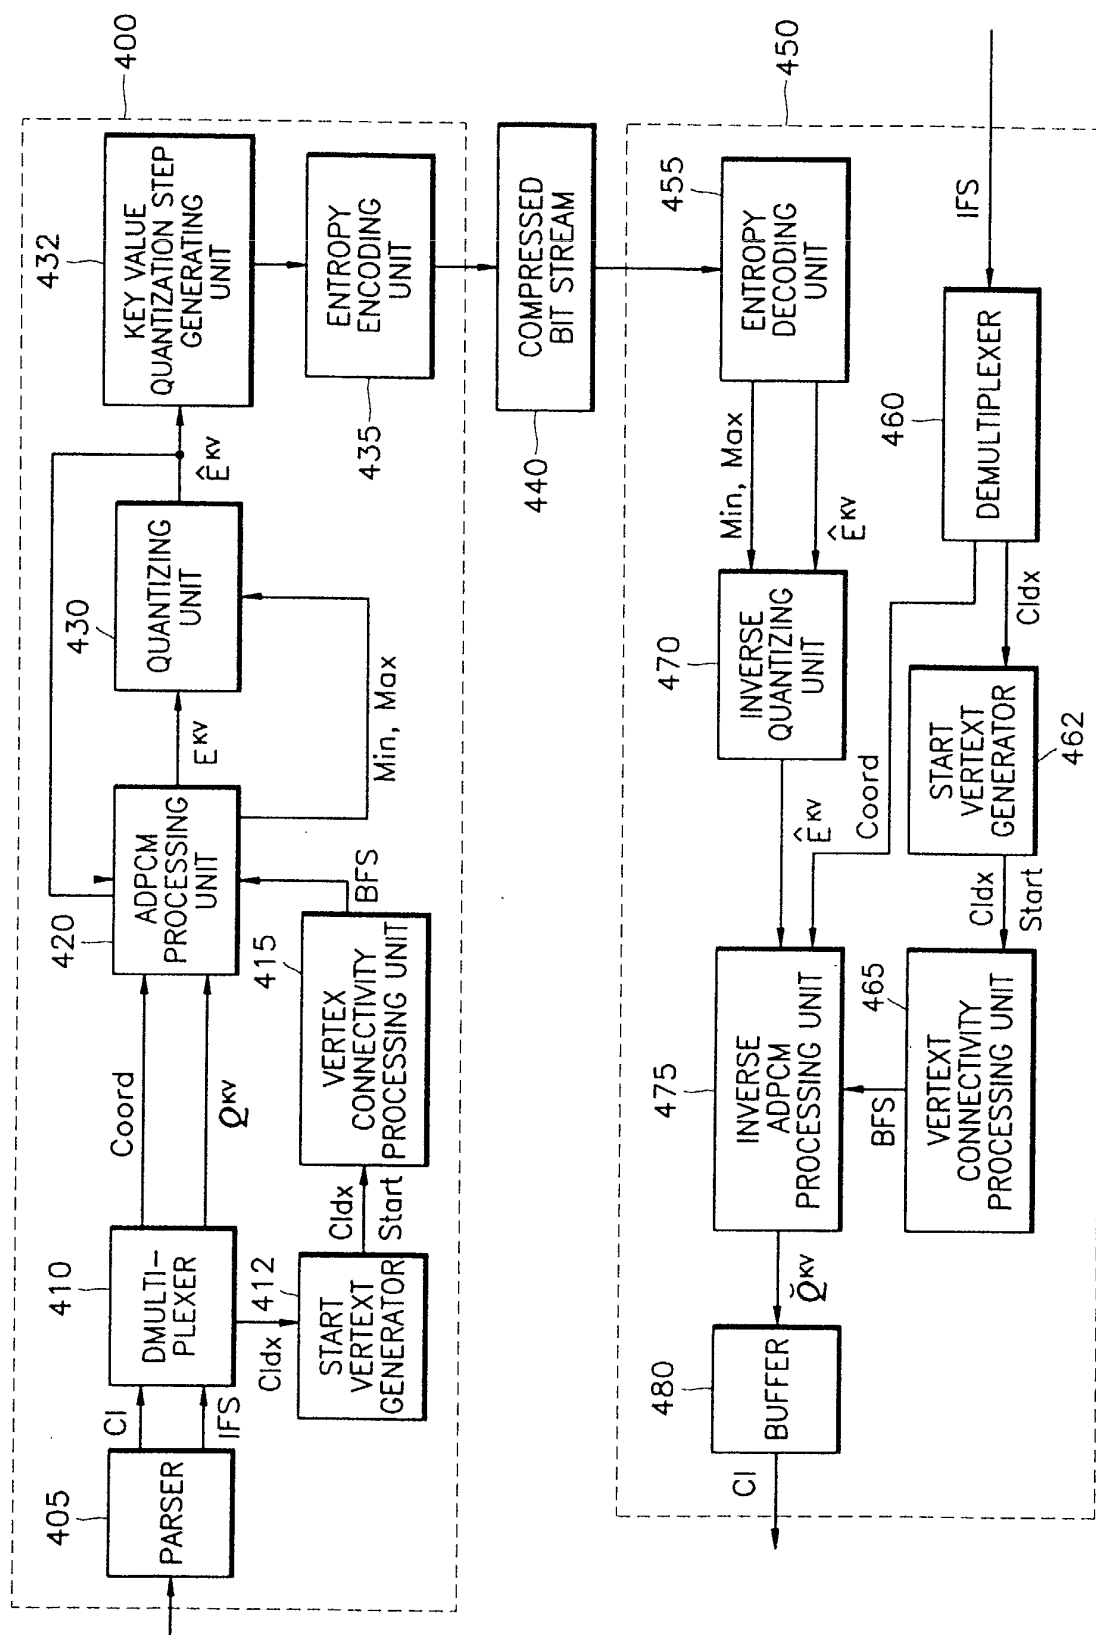 400
405
PARSER
CI
IFS
410
DMULTI-
PLEXER
CIdx
412
START
VERTEXT
GENERATOR
CIdx
Start
Coord
Q^KV
415
VERTEX
CONNECTIVITY
PROCESSING UNIT
BFS
420
ADPCM
PROCESSING
UNIT
E^KV
Min, Max
430
QUANTIZING
UNIT
Ê^KV
432
KEY VALUE
QUANTIZATION STEP
GENERATING
UNIT
435
ENTROPY
ENCODING
UNIT
440
COMPRESSED
BIT STREAM
450
455
ENTROPY
DECODING
UNIT
Min, Max
Ê^KV
IFS
460
DEMULTIPLEXER
CIdx
Coord
462
START
VERTEXT
GENERATOR
CIdx
Start
465
VERTEXT
CONNECTIVITY
PROCESSING UNIT
BFS
470
INVERSE
QUANTIZING
UNIT
Ê^KV
475
INVERSE
ADPCM
PROCESSING UNIT
Q̆^KV
480
BUFFER
CI